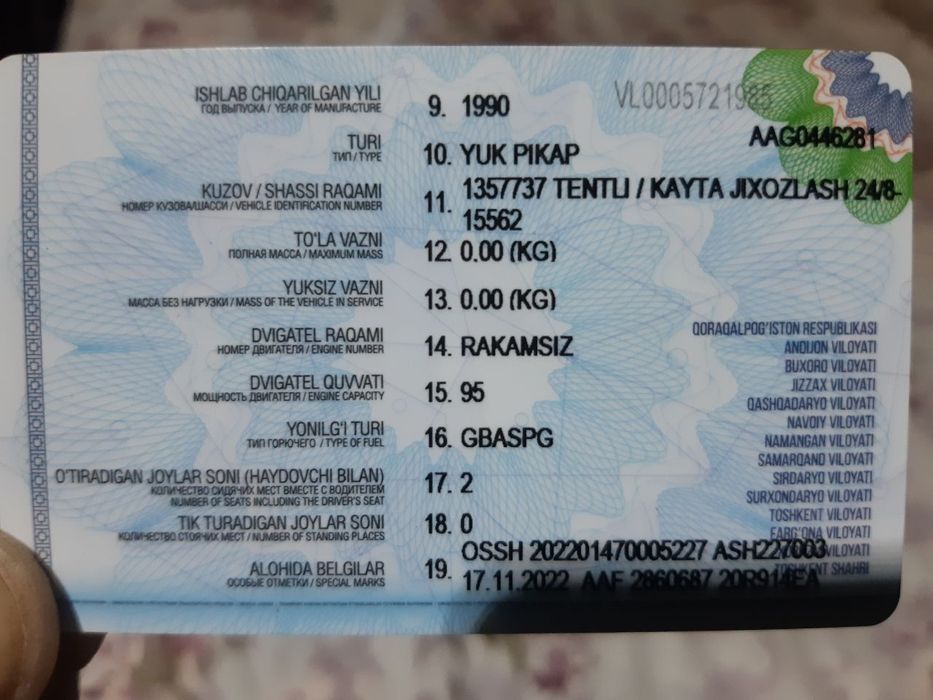 VL0005721985
AAG0446281
ISHLAB CHIQARILGAN YILI
ГОД ВЫПУСКА / YEAR OF MANUFACTURE
9. 1990
TURI
ТИП / TYPE
10. YUK PIKAP
KUZOV / SHASSI RAQAMI
НОМЕР КУЗОВА/ШАССИ / VEHICLE IDENTIFICATION NUMBER
11. 1357737 TENTLI / KAYTA JIXOZLASH 24/8-
15562
TO'LA VAZNI
ПОЛНАЯ МАССА / MAXIMUM MASS
12. 0.00 (KG)
YUKSIZ VAZNI
МАССА БЕЗ НАГРУЗКИ / MASS OF THE VEHICLE IN SERVICE
13. 0.00 (KG)
DVIGATEL RAQAMI
НОМЕР ДВИГАТЕЛЯ / ENGINE NUMBER
14. RAKAMSIZ
DVIGATEL QUVVATI
МОЩНОСТЬ ДВИГАТЕЛЯ / ENGINE CAPACITY
15. 95
YONILG'I TURI
ТИП ГОРЮЧЕГО / TYPE OF FUEL
16. GBASPG
O'TIRADIGAN JOYLAR SONI (HAYDOVCHI BILAN)
КОЛИЧЕСТВО СИДЯЧИХ МЕСТ ВМЕСТЕ С ВОДИТЕЛЕМ
NUMBER OF SEATS INCLUDING THE DRIVER'S SEAT
17. 2
TIK TURADIGAN JOYLAR SONI
КОЛИЧЕСТВО СТОЯЧИХ МЕСТ / NUMBER OF STANDING PLACES
18. 0
ALOHIDA BELGILAR
ОСОБЫЕ ОТМЕТКИ / SPECIAL MARKS
19. OSSH 202201470005227 ASH227003
17.11.2022 AAF 2860687 20R914EA
QORAQALPOG'ISTON RESPUBLIKASI
ANDIJON VILOYATI
BUXORO VILOYATI
JIZZAX VILOYATI
QASHQADARYO VILOYATI
NAVOIY VILOYATI
NAMANGAN VILOYATI
SAMARQAND VILOYATI
SIRDARYO VILOYATI
SURXONDARYO VILOYATI
TOSHKENT VILOYATI
FARG'ONA VILOYATI
VILOYATI
TOSHKENT SHAHRI